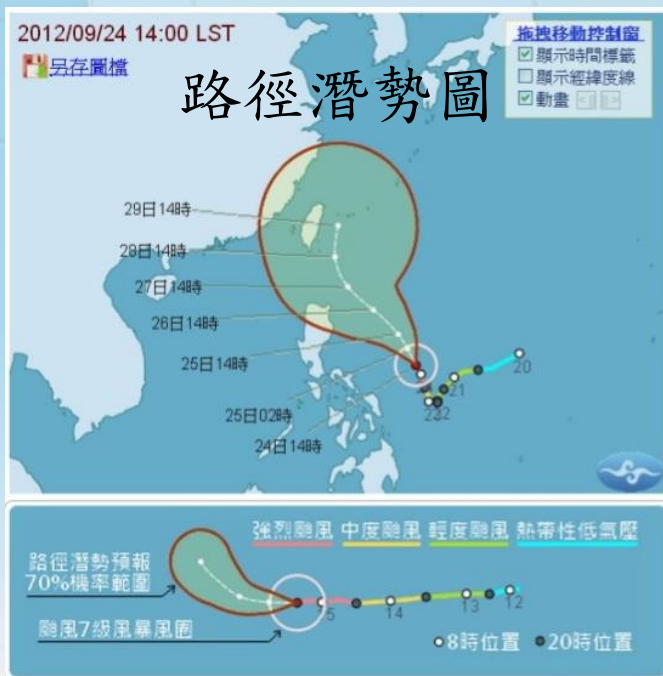 2012/09/24 14:00 LST
另存圖檔
路徑潛勢圖
拖拽移動控制窗
顯示時間標籤
顯示經緯度線
動畫
29日14時
28日14時
27日14時
26日14時
25日14時
25日02時
24日14時
20
21
22
23
強烈颱風 中度颱風 輕度颱風 熱帶性低氣壓
路徑潛勢預報
70%機率範圍
颱風7級風暴風圈
15
14
13
12
8時位置 20時位置